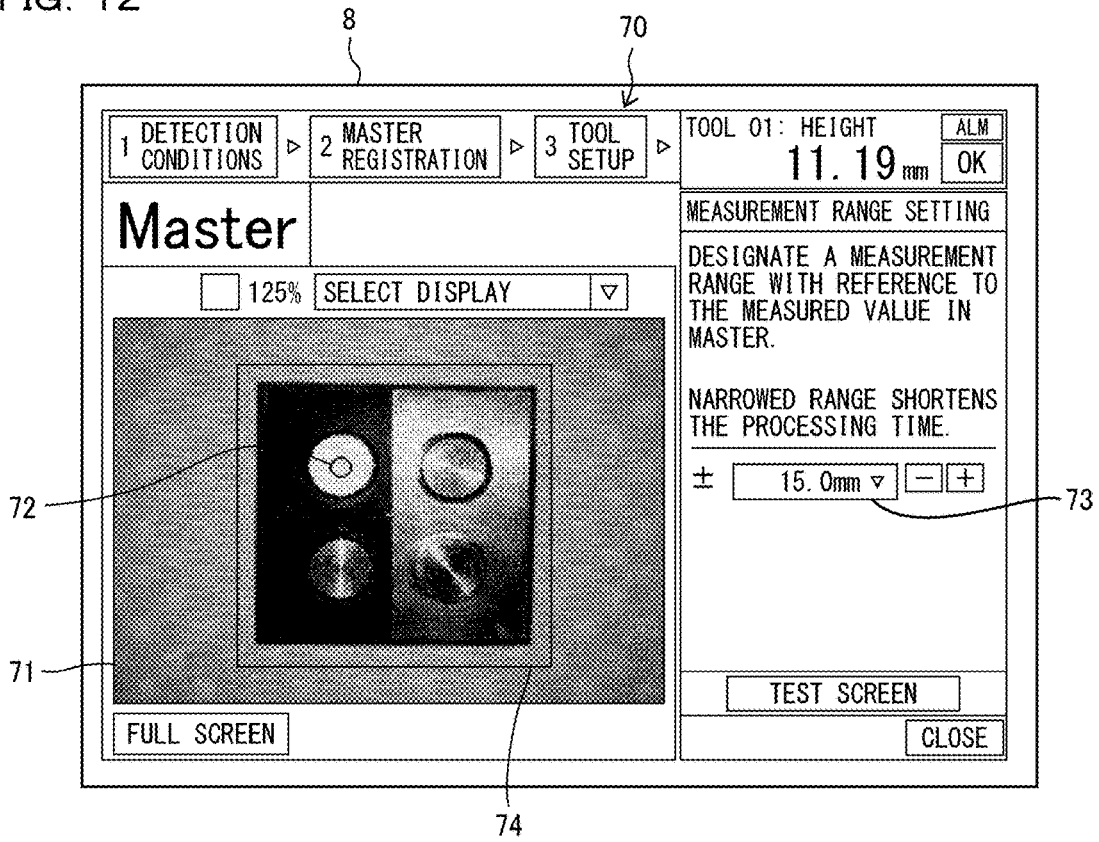 FIG. 12
8
70
1 DETECTION CONDITIONS ▷ 2 MASTER REGISTRATION ▷ 3 TOOL SETUP ▷
TOOL 01: HEIGHT
ALM
11.19 mm
OK
Master
MEASUREMENT RANGE SETTING
DESIGNATE A MEASUREMENT
RANGE WITH REFERENCE TO
THE MEASURED VALUE IN
MASTER.
NARROWED RANGE SHORTENS
THE PROCESSING TIME.
± 15.0mm ▽ − +
125% SELECT DISPLAY ▽
72
73
71
TEST SCREEN
FULL SCREEN
CLOSE
74